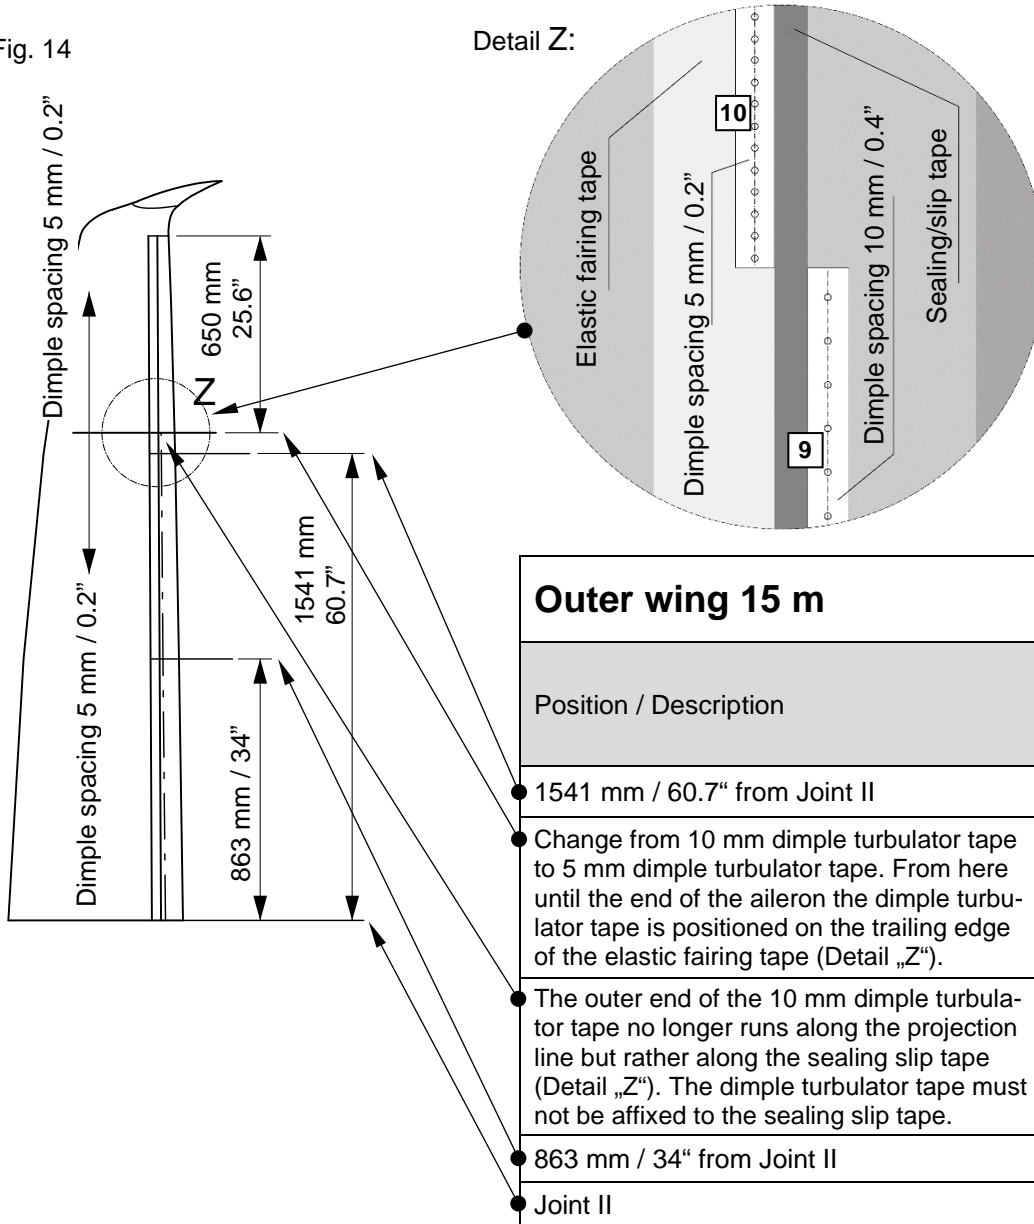 Fig. 14
Detail Z:
Dimple spacing 5 mm / 0.2”
650 mm
25.6”
Z
1541 mm
60.7”
863 mm / 34”
Dimple spacing 5 mm / 0.2”
10
Elastic fairing tape
Dimple spacing 5 mm / 0.2”
Dimple spacing 10 mm / 0.4”
Sealing/slip tape
9
Outer wing 15 m
Position / Description
1541 mm / 60.7“ from Joint II
Change from 10 mm dimple turbulator tape
to 5 mm dimple turbulator tape. From here
until the end of the aileron the dimple turbu-
lator tape is positioned on the trailing edge
of the elastic fairing tape (Detail „Z“).
The outer end of the 10 mm dimple turbula-
tor tape no longer runs along the projection
line but rather along the sealing slip tape
(Detail „Z“). The dimple turbulator tape must
not be affixed to the sealing slip tape.
863 mm / 34“ from Joint II
Joint II